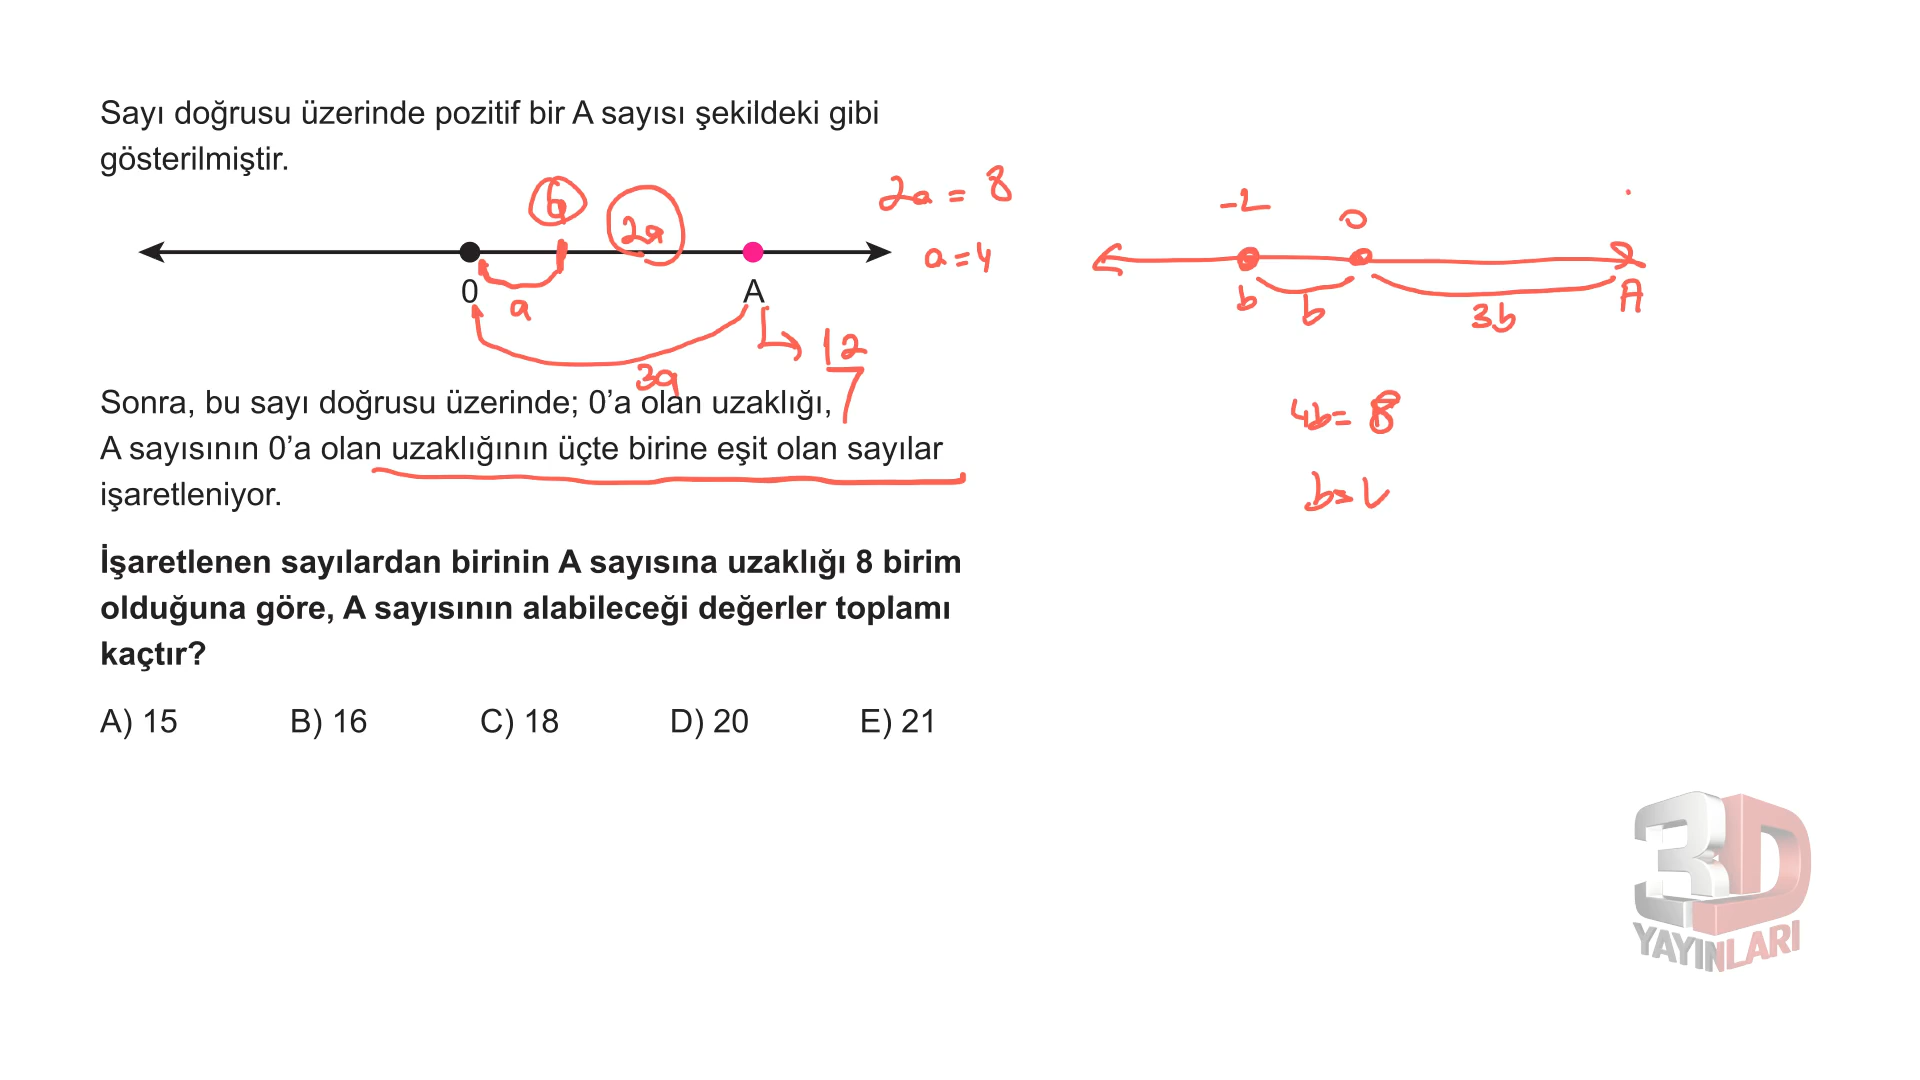 Sayı doğrusu üzerinde pozitif bir A sayısı şekildeki gibi
gösterilmiştir.
6
2a
2a = 8
a = 4
0
a
A
12
3a
-2
0
b
b
3b
A
4b = 8
b = 2
Sonra, bu sayı doğrusu üzerinde; 0'a olan uzaklığı,
A sayısının 0'a olan uzaklığının üçte birine eşit olan sayılar
işaretleniyor.
İşaretlenen sayılardan birinin A sayısına uzaklığı 8 birim
olduğuna göre, A sayısının alabileceği değerler toplamı
kaçtır?
A) 15 B) 16 C) 18 D) 20 E) 21
3D
YAYINLARI